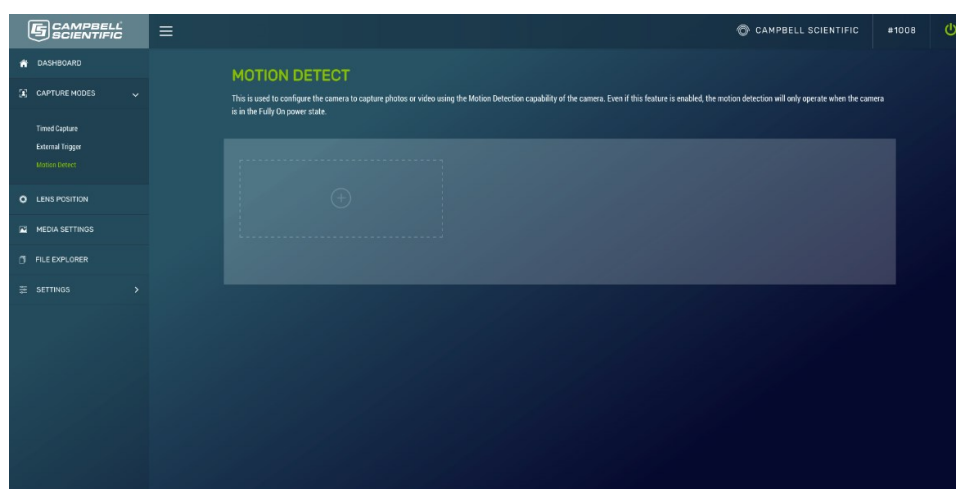 CAMPBELL SCIENTIFIC
CAMPBELL SCIENTIFIC
#1008
DASHBOARD
CAPTURE MODES
Timed Capture
External Trigger
Motion Detect
LENS POSITION
MEDIA SETTINGS
FILE EXPLORER
SETTINGS
MOTION DETECT
This is used to configure the camera to capture photos or video using the Motion Detection capability of the camera. Even if this feature is enabled, the motion detection will only operate when the camera
is in the Fully On power state.